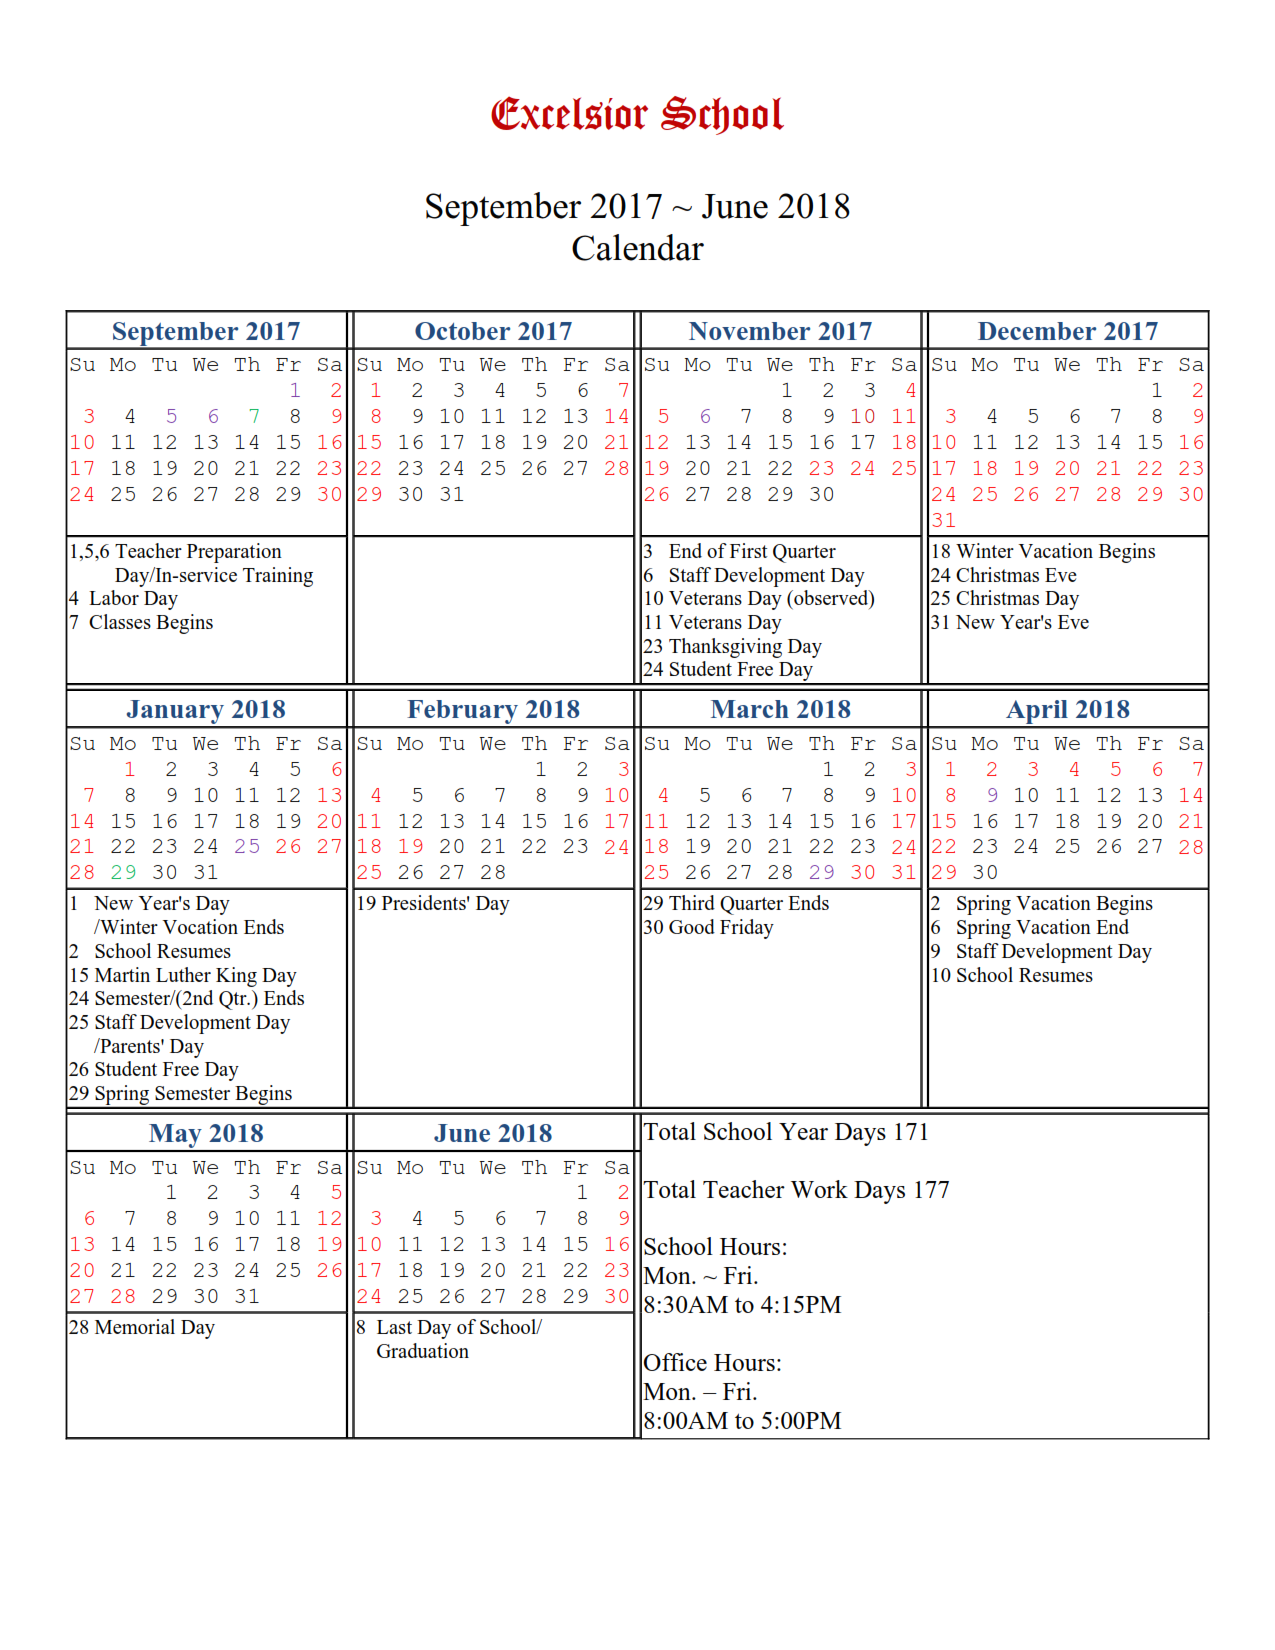 Excelsior School
September 2017 ~ June 2018
Calendar
September 2017
Su Mo Tu We Th Fr Sa
1 2
3 4 5 6 7 8 9
10 11 12 13 14 15 16
17 18 19 20 21 22 23
24 25 26 27 28 29 30
1,5,6 Teacher Preparation
Day/In-service Training
4 Labor Day
7 Classes Begins
October 2017
Su Mo Tu We Th Fr Sa
1 2 3 4 5 6 7
8 9 10 11 12 13 14
15 16 17 18 19 20 21
22 23 24 25 26 27 28
29 30 31
November 2017
Su Mo Tu We Th Fr Sa
1 2 3 4
5 6 7 8 9 10 11
12 13 14 15 16 17 18
19 20 21 22 23 24 25
26 27 28 29 30
3 End of First Quarter
6 Staff Development Day
10 Veterans Day (observed)
11 Veterans Day
23 Thanksgiving Day
24 Student Free Day
December 2017
Su Mo Tu We Th Fr Sa
1 2
3 4 5 6 7 8 9
10 11 12 13 14 15 16
17 18 19 20 21 22 23
24 25 26 27 28 29 30
31
18 Winter Vacation Begins
24 Christmas Eve
25 Christmas Day
31 New Year's Eve
January 2018
Su Mo Tu We Th Fr Sa
1 2 3 4 5 6
7 8 9 10 11 12 13
14 15 16 17 18 19 20
21 22 23 24 25 26 27
28 29 30 31
1 New Year's Day
/Winter Vocation Ends
2 School Resumes
15 Martin Luther King Day
24 Semester/(2nd Qtr.) Ends
25 Staff Development Day
/Parents' Day
26 Student Free Day
29 Spring Semester Begins
February 2018
Su Mo Tu We Th Fr Sa
1 2 3
4 5 6 7 8 9 10
11 12 13 14 15 16 17
18 19 20 21 22 23 24
25 26 27 28
19 Presidents' Day
March 2018
Su Mo Tu We Th Fr Sa
1 2 3
4 5 6 7 8 9 10
11 12 13 14 15 16 17
18 19 20 21 22 23 24
25 26 27 28 29 30 31
29 Third Quarter Ends
30 Good Friday
April 2018
Su Mo Tu We Th Fr Sa
1 2 3 4 5 6 7
8 9 10 11 12 13 14
15 16 17 18 19 20 21
22 23 24 25 26 27 28
29 30
2 Spring Vacation Begins
6 Spring Vacation End
9 Staff Development Day
10 School Resumes
May 2018
Su Mo Tu We Th Fr Sa
1 2 3 4 5
6 7 8 9 10 11 12
13 14 15 16 17 18 19
20 21 22 23 24 25 26
27 28 29 30 31
28 Memorial Day
June 2018
Su Mo Tu We Th Fr Sa
1 2
3 4 5 6 7 8 9
10 11 12 13 14 15 16
17 18 19 20 21 22 23
24 25 26 27 28 29 30
8 Last Day of School/
Graduation
Total School Year Days 171
Total Teacher Work Days 177
School Hours:
Mon. ~ Fri.
8:30AM to 4:15PM
Office Hours:
Mon. – Fri.
8:00AM to 5:00PM